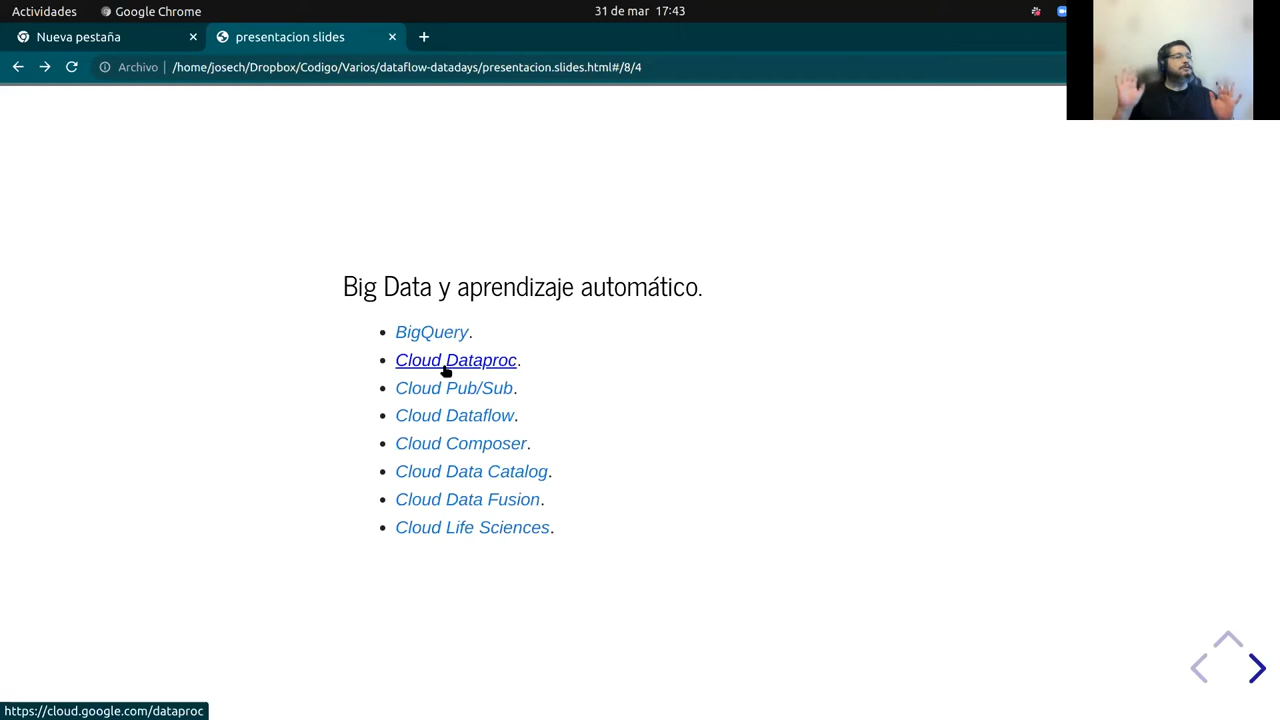 Actividades Google Chrome 31 de mar 17:43
Nueva pestaña presentacion slides
Archivo /home/josech/Dropbox/Codigo/Varios/dataflow-datadays/presentacion.slides.html#/8/4
Big Data y aprendizaje automático.
BigQuery.
Cloud Dataproc.
Cloud Pub/Sub.
Cloud Dataflow.
Cloud Composer.
Cloud Data Catalog.
Cloud Data Fusion.
Cloud Life Sciences.
https://cloud.google.com/dataproc